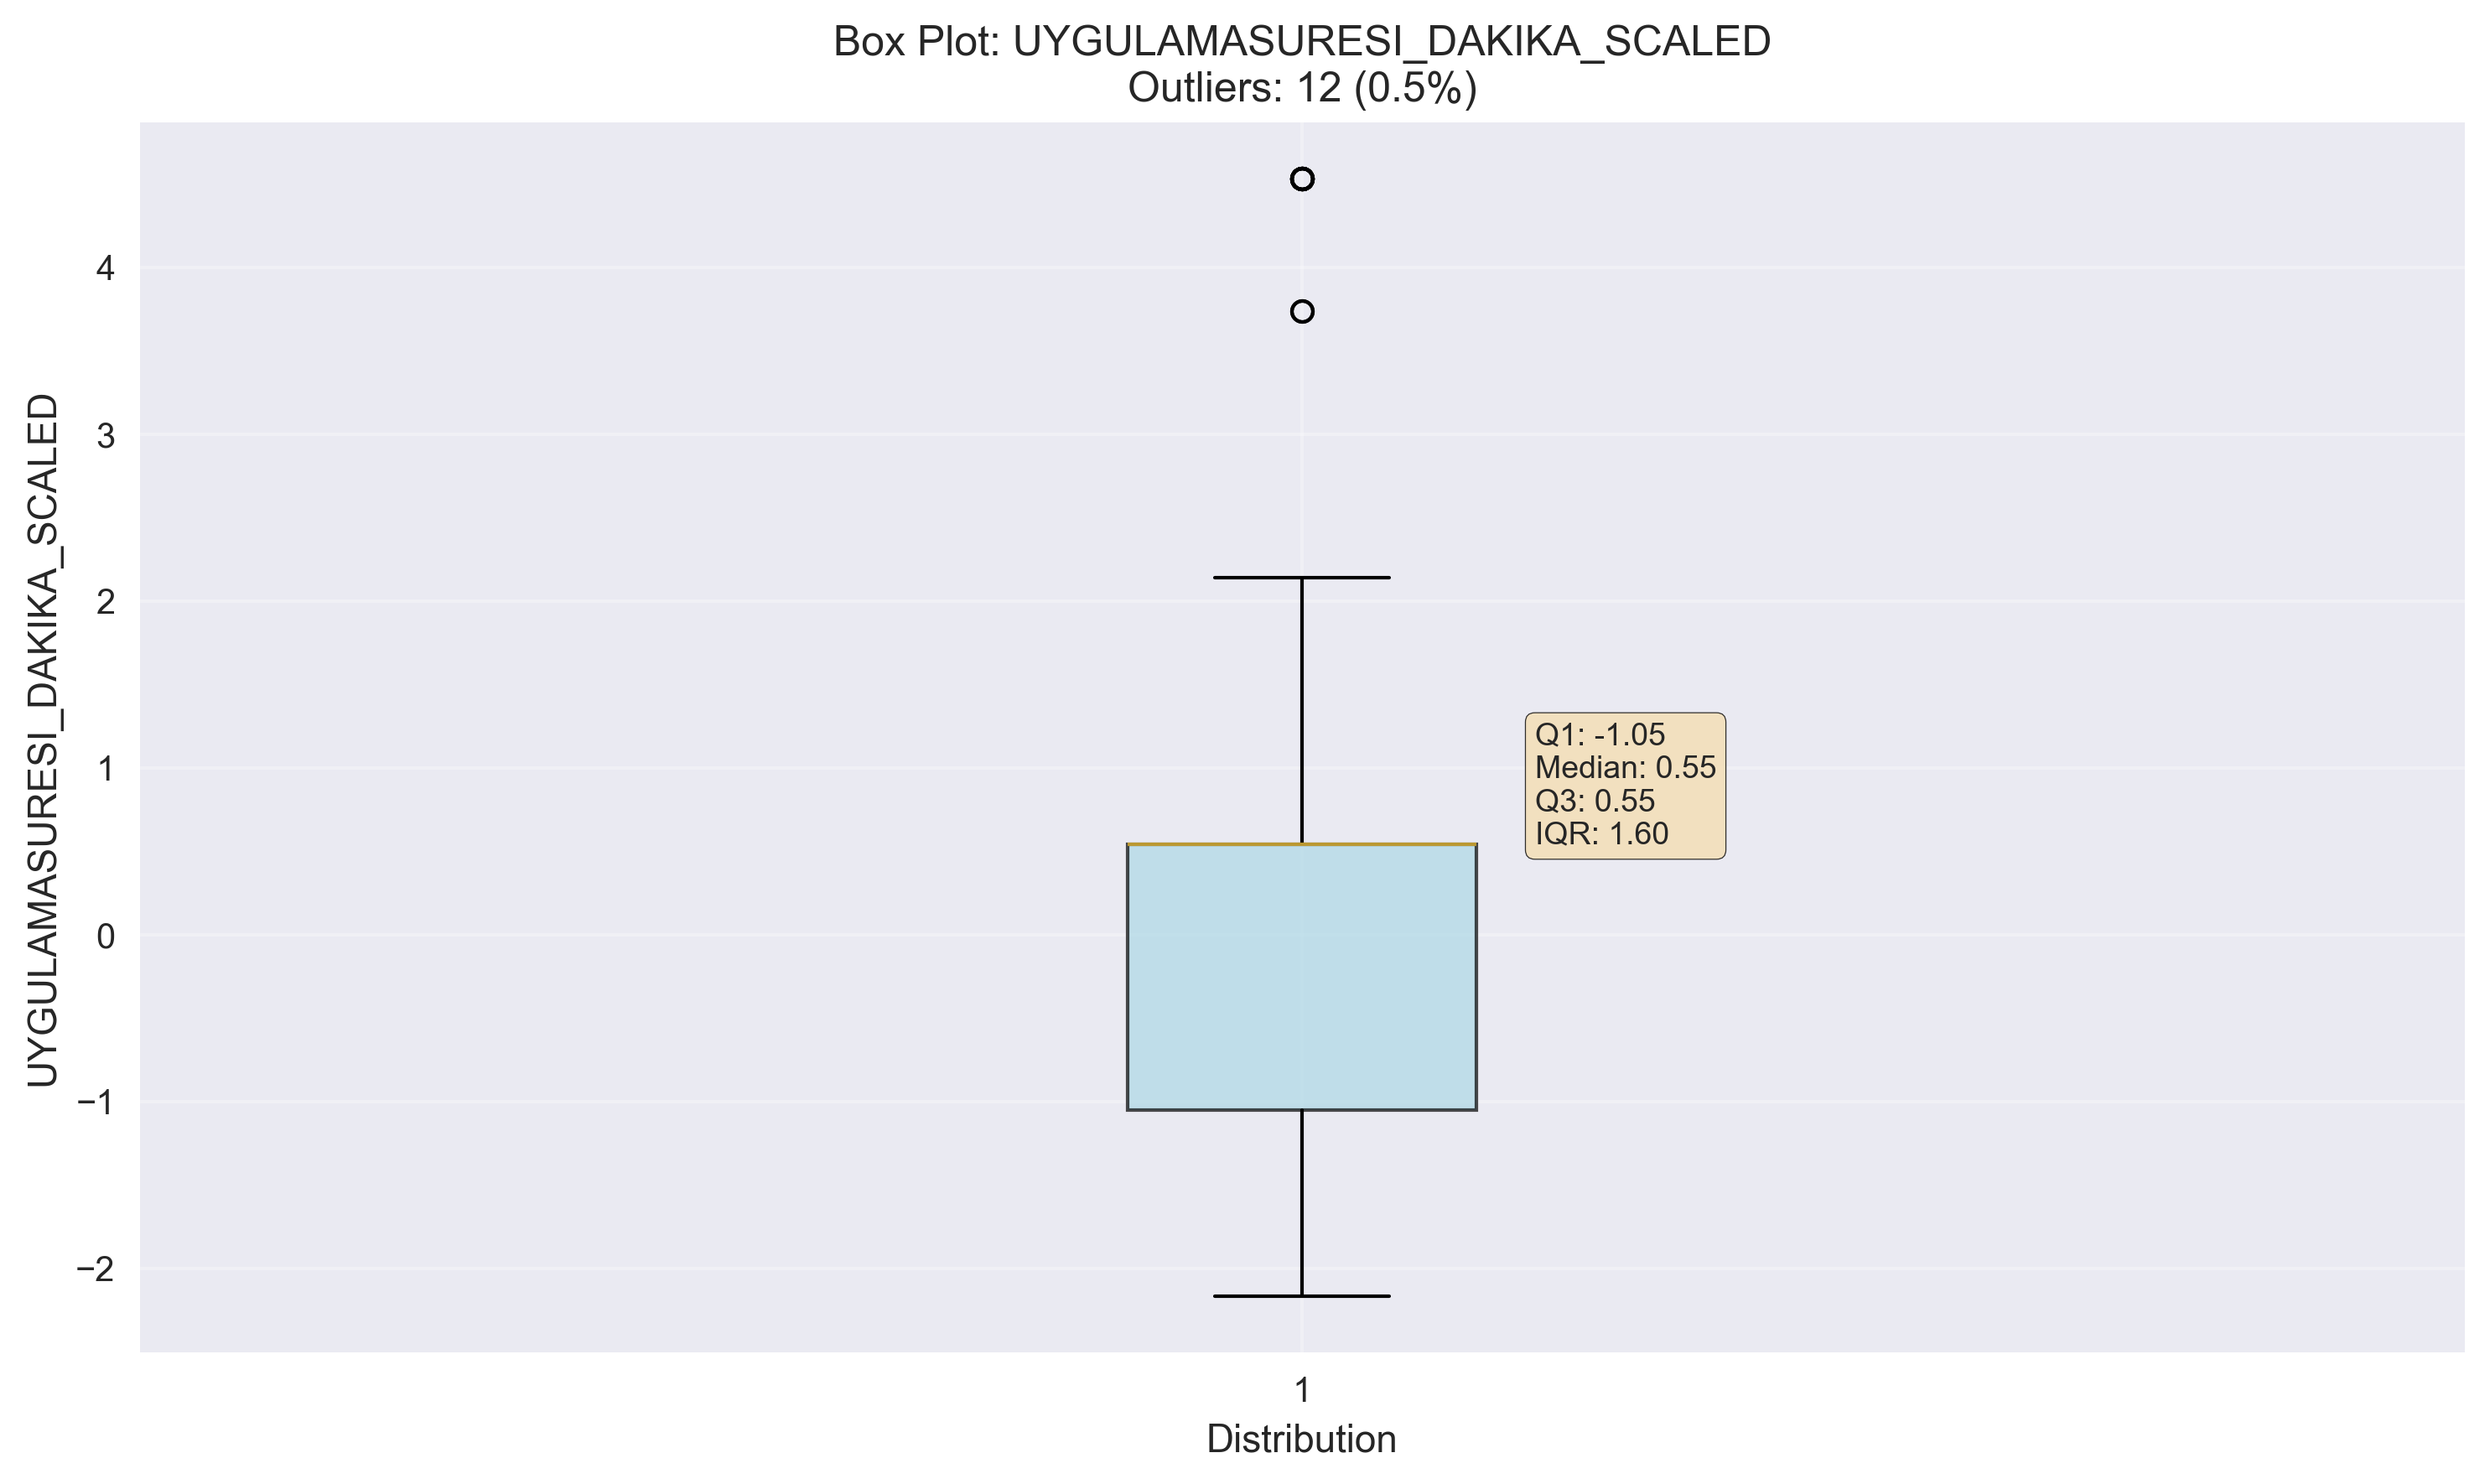 Box Plot: UYGULAMASURESI_DAKIKA_SCALED
Outliers: 12 (0.5%)
UYGULAMASURESI_DAKIKA_SCALED
4
3
2
1
0
−1
−2
Q1: -1.05
Median: 0.55
Q3: 0.55
IQR: 1.60
1
Distribution